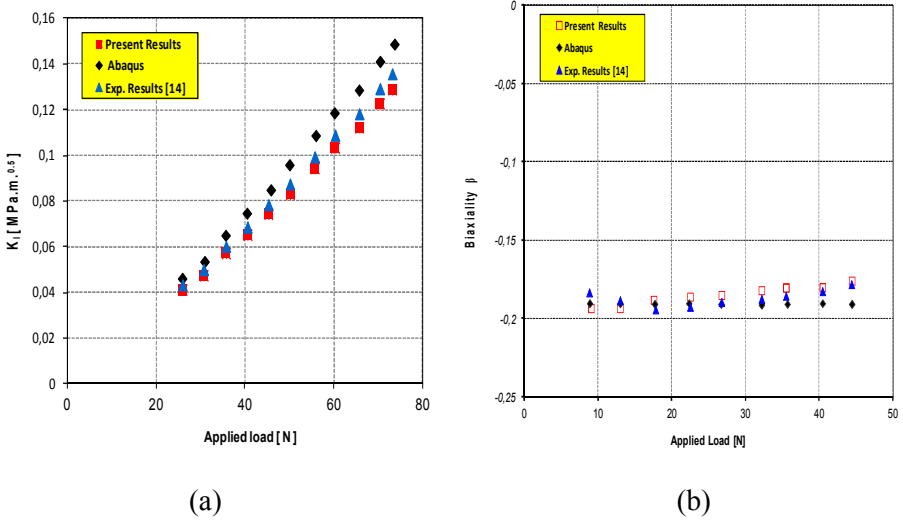 0,16
0,14
0,12
0,1
0,08
0,06
0,04
0,02
0
K_I [ M Pa.m.^0.5]
Present Results
Abaqus
Exp. Results [14]
0
20
40
60
80
Applied load [ N ]
(a)
0
-0,05
-0,1
-0,15
-0,2
-0,25
Biaxiality β
Present Results
Abaqus
Exp. Results [14]
0
10
20
30
40
50
Applied Load [N]
(b)